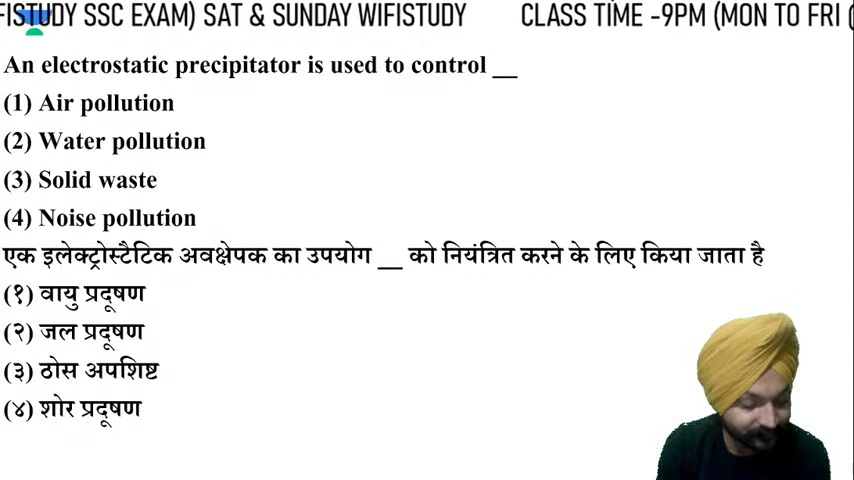 FISTUDY SSC EXAM) SAT & SUNDAY WIFISTUDY CLASS TIME -9PM (MON TO FRI (
An electrostatic precipitator is used to control __
(1) Air pollution
(2) Water pollution
(3) Solid waste
(4) Noise pollution
एक इलेक्ट्रोस्टैटिक अवक्षेपक का उपयोग __ को नियंत्रित करने के लिए किया जाता है
(१) वायु प्रदूषण
(२) जल प्रदूषण
(३) ठोस अपशिष्ट
(४) शोर प्रदूषण